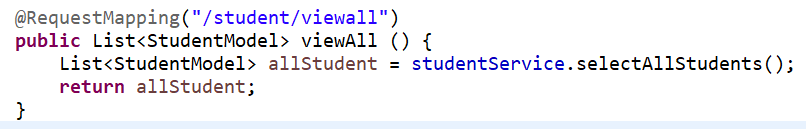 @RequestMapping("/student/viewall")
public List<StudentModel> viewAll () {
    List<StudentModel> allStudent = studentService.selectAllStudents();
    return allStudent;
}